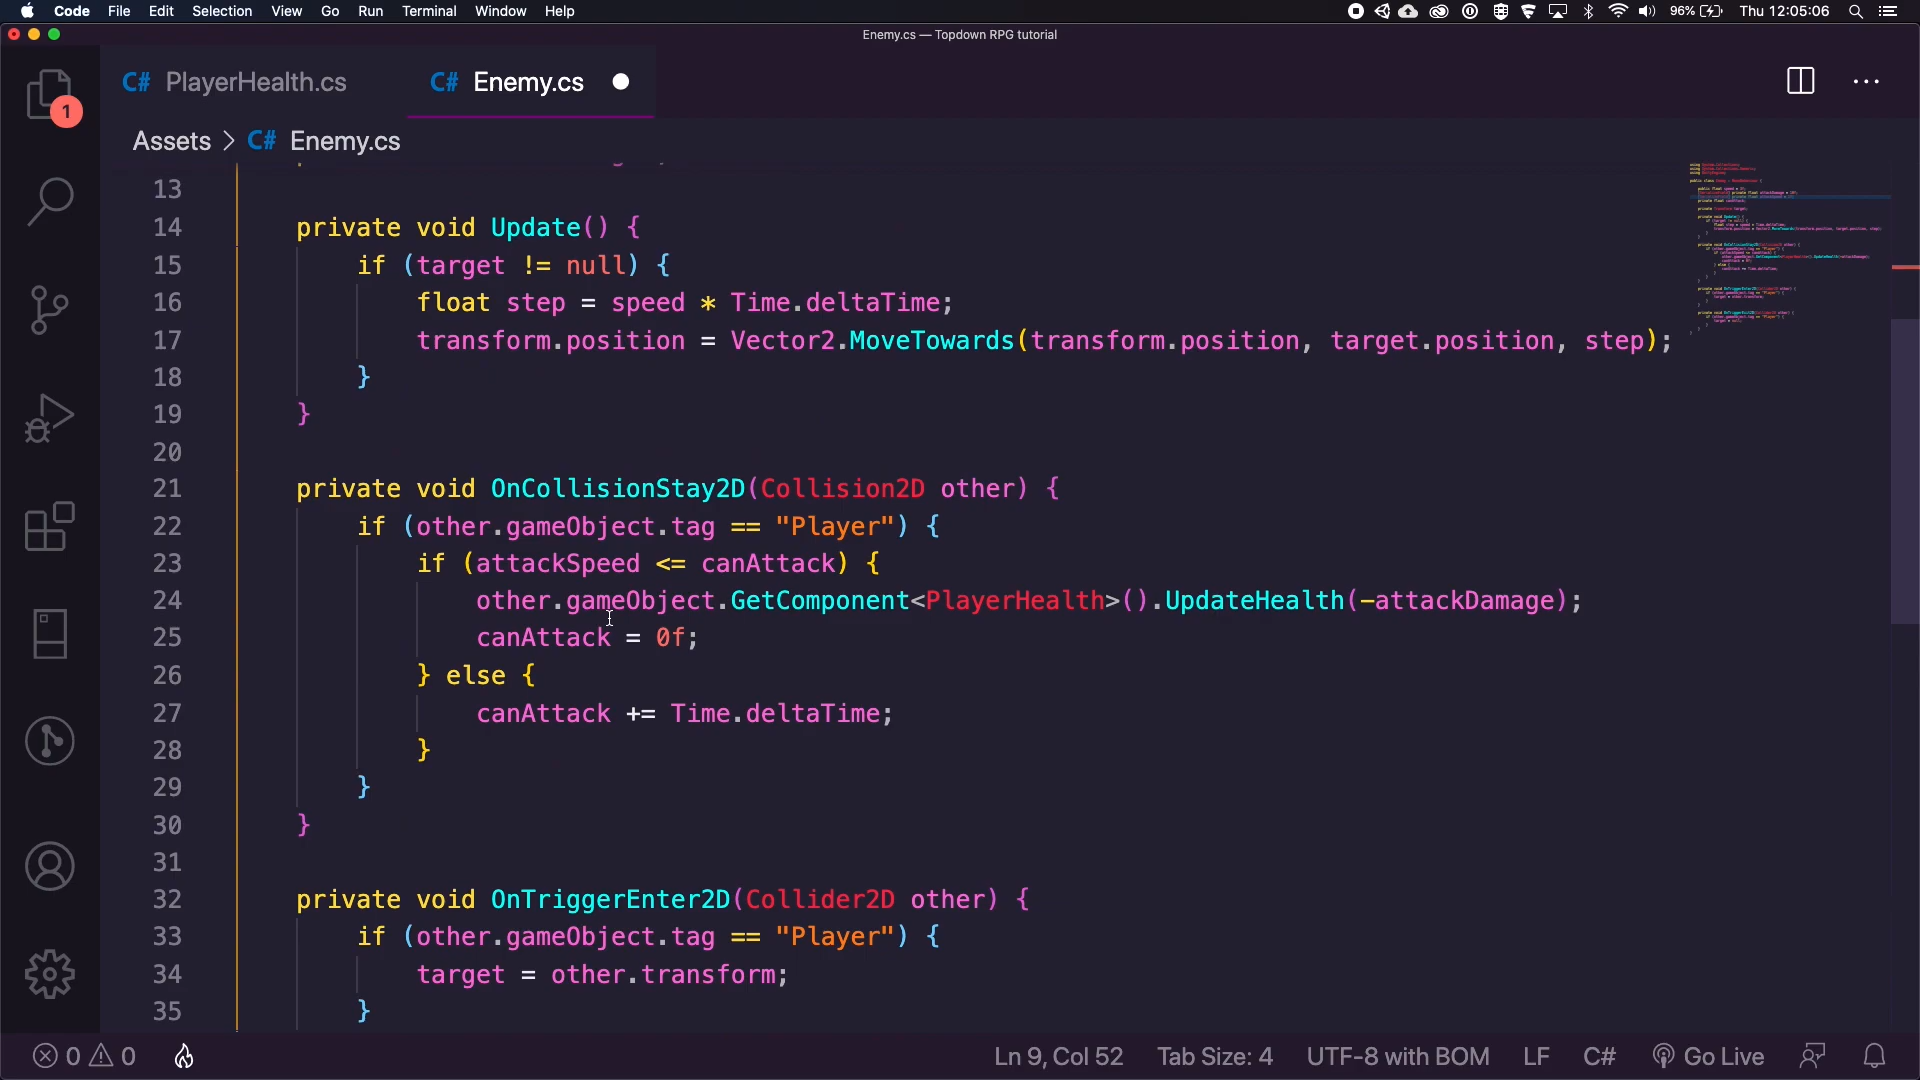 Code File Edit Selection View Go Run Terminal Window Help 96% Thu 12:05:06
Enemy.cs — Topdown RPG tutorial
C# PlayerHealth.cs C# Enemy.cs
1
Assets > C# Enemy.cs
13
14 private void Update() {
15 if (target != null) {
16 float step = speed * Time.deltaTime;
17 transform.position = Vector2.MoveTowards(transform.position, target.position, step);
18 }
19 }
20
21 private void OnCollisionStay2D(Collision2D other) {
22 if (other.gameObject.tag == "Player") {
23 if (attackSpeed <= canAttack) {
24 other.gameObject.GetComponent<PlayerHealth>().UpdateHealth(-attackDamage);
25 canAttack = 0f;
26 } else {
27 canAttack += Time.deltaTime;
28 }
29 }
30 }
31
32 private void OnTriggerEnter2D(Collider2D other) {
33 if (other.gameObject.tag == "Player") {
34 target = other.transform;
35 }
0 0 Ln 9, Col 52 Tab Size: 4 UTF-8 with BOM LF C# Go Live